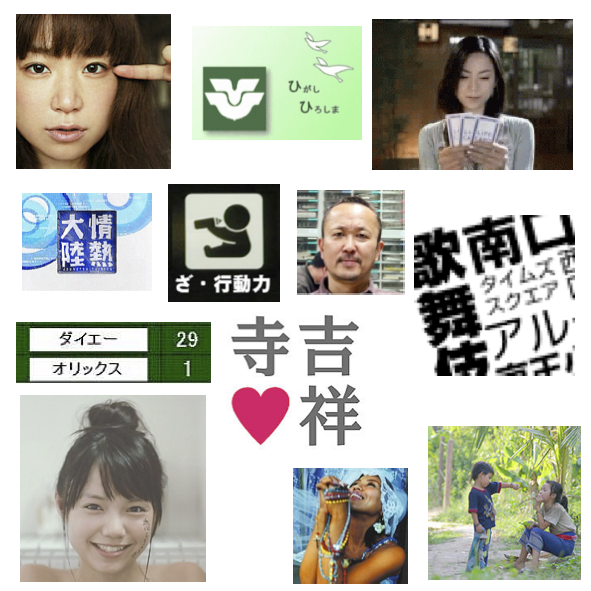 ひがし
ひろしま
LIFE
情熱
大陸
ざ・行動力
歌舞伎
南口
タイムズ
スクエア
アル
ダイエー 29
オリックス 1
吉祥
寺